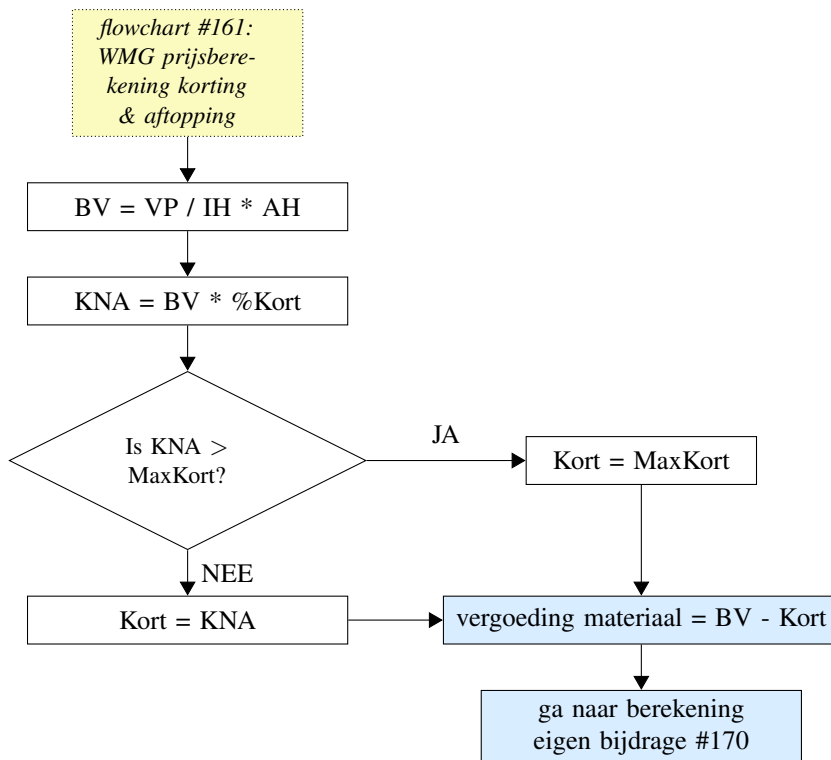 flowchart #161:
WMG prijsbere-
kening korting
& aftopping
BV = VP / IH * AH
KNA = BV * %Kort
Is KNA >
MaxKort?
JA
Kort = MaxKort
NEE
Kort = KNA
vergoeding materiaal = BV - Kort
ga naar berekening
eigen bijdrage #170